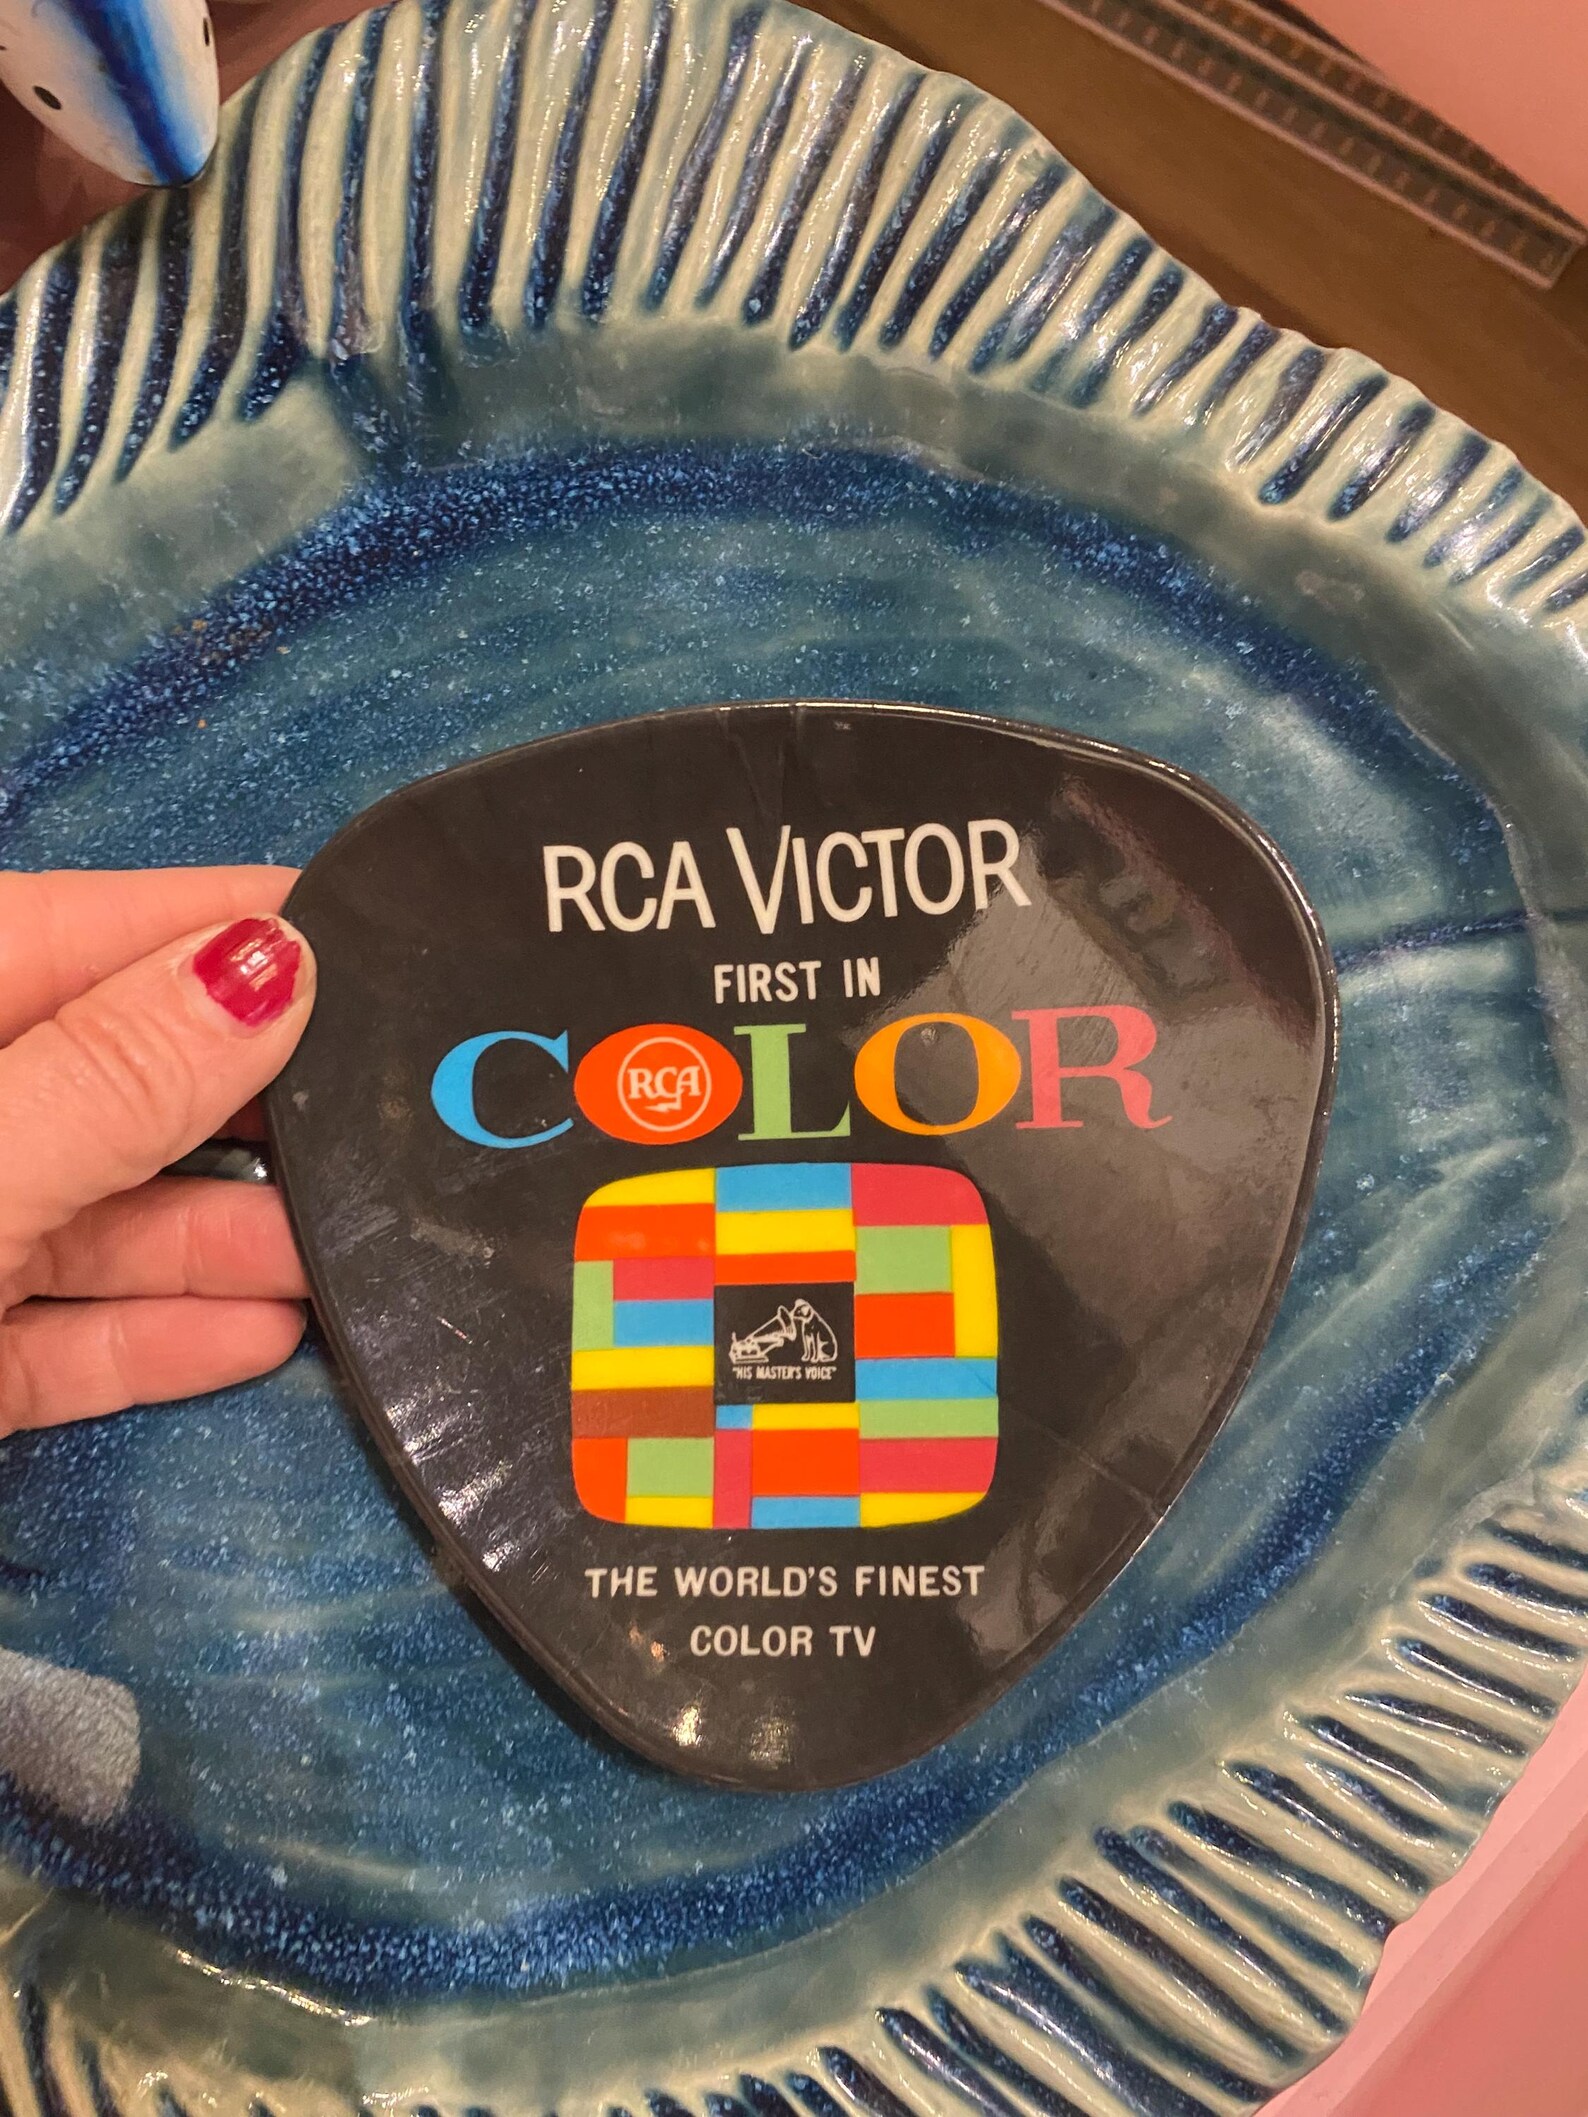 RCA VICTOR
FIRST IN
COLOR
RCA
"HIS MASTER'S VOICE"
THE WORLD'S FINEST
COLOR TV